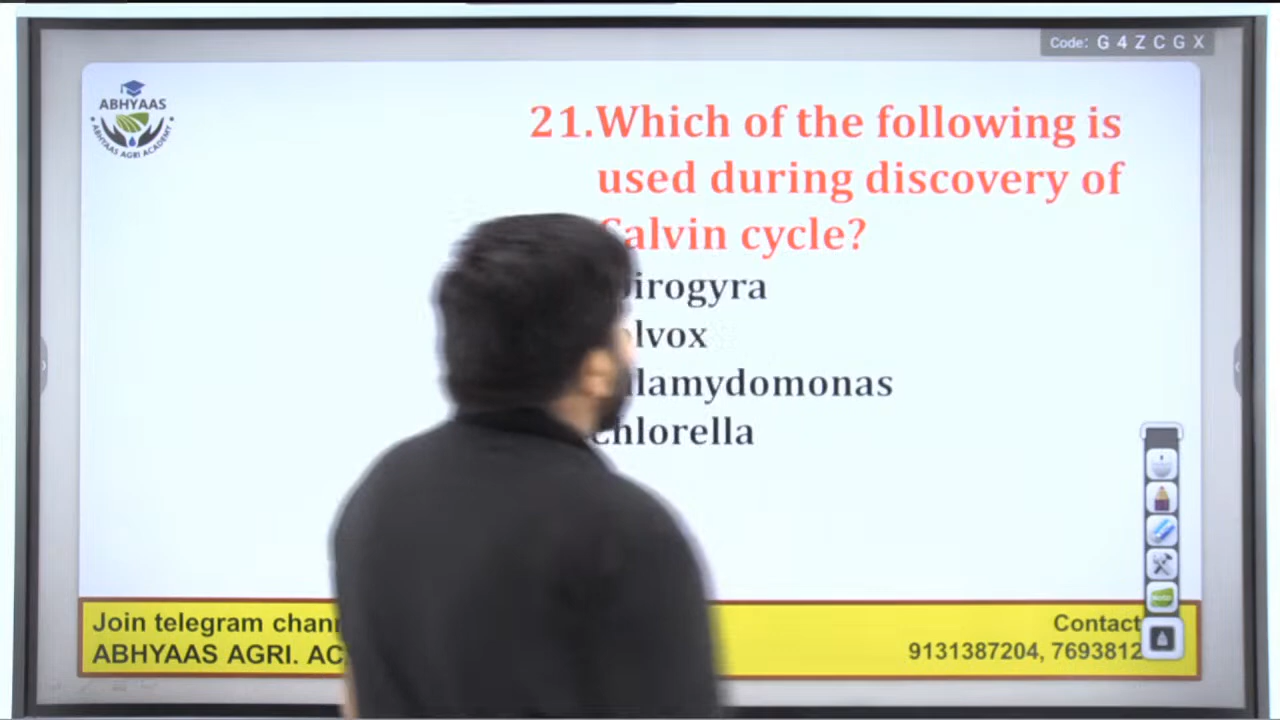 Code: G 4 Z C G X
ABHYAAS
ABHYAAS AGRI ACADEMY
21.Which of the following is
used during discovery of
Calvin cycle?
irogyra
lvox
lamydomonas
chlorella
Join telegram chan
ABHYAAS AGRI. AC
Contact
9131387204, 7693812